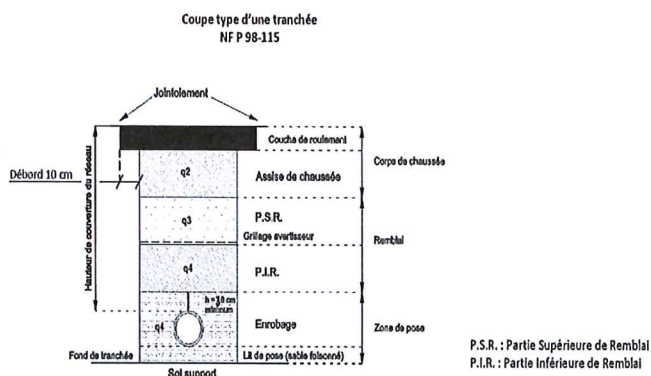 Coupe type d'une tranchée
NF P 98-115
Jointolement
Couche de roulement
Corps de chaussée
Hauteur de couverture du réseau
Débord 10 cm
q2
Assise de chaussée
q3
P.S.R.
Grillage avertisseur
Remblai
q4
P.I.R.
h = 10 cm
minimum
q4
Enrobage
Zone de pose
Fond de tranchée
Lit de pose (sable foisonné)
Sol support
P.S.R. : Partie Supérieure de Remblai
P.I.R. : Partie Inférieure de Remblai